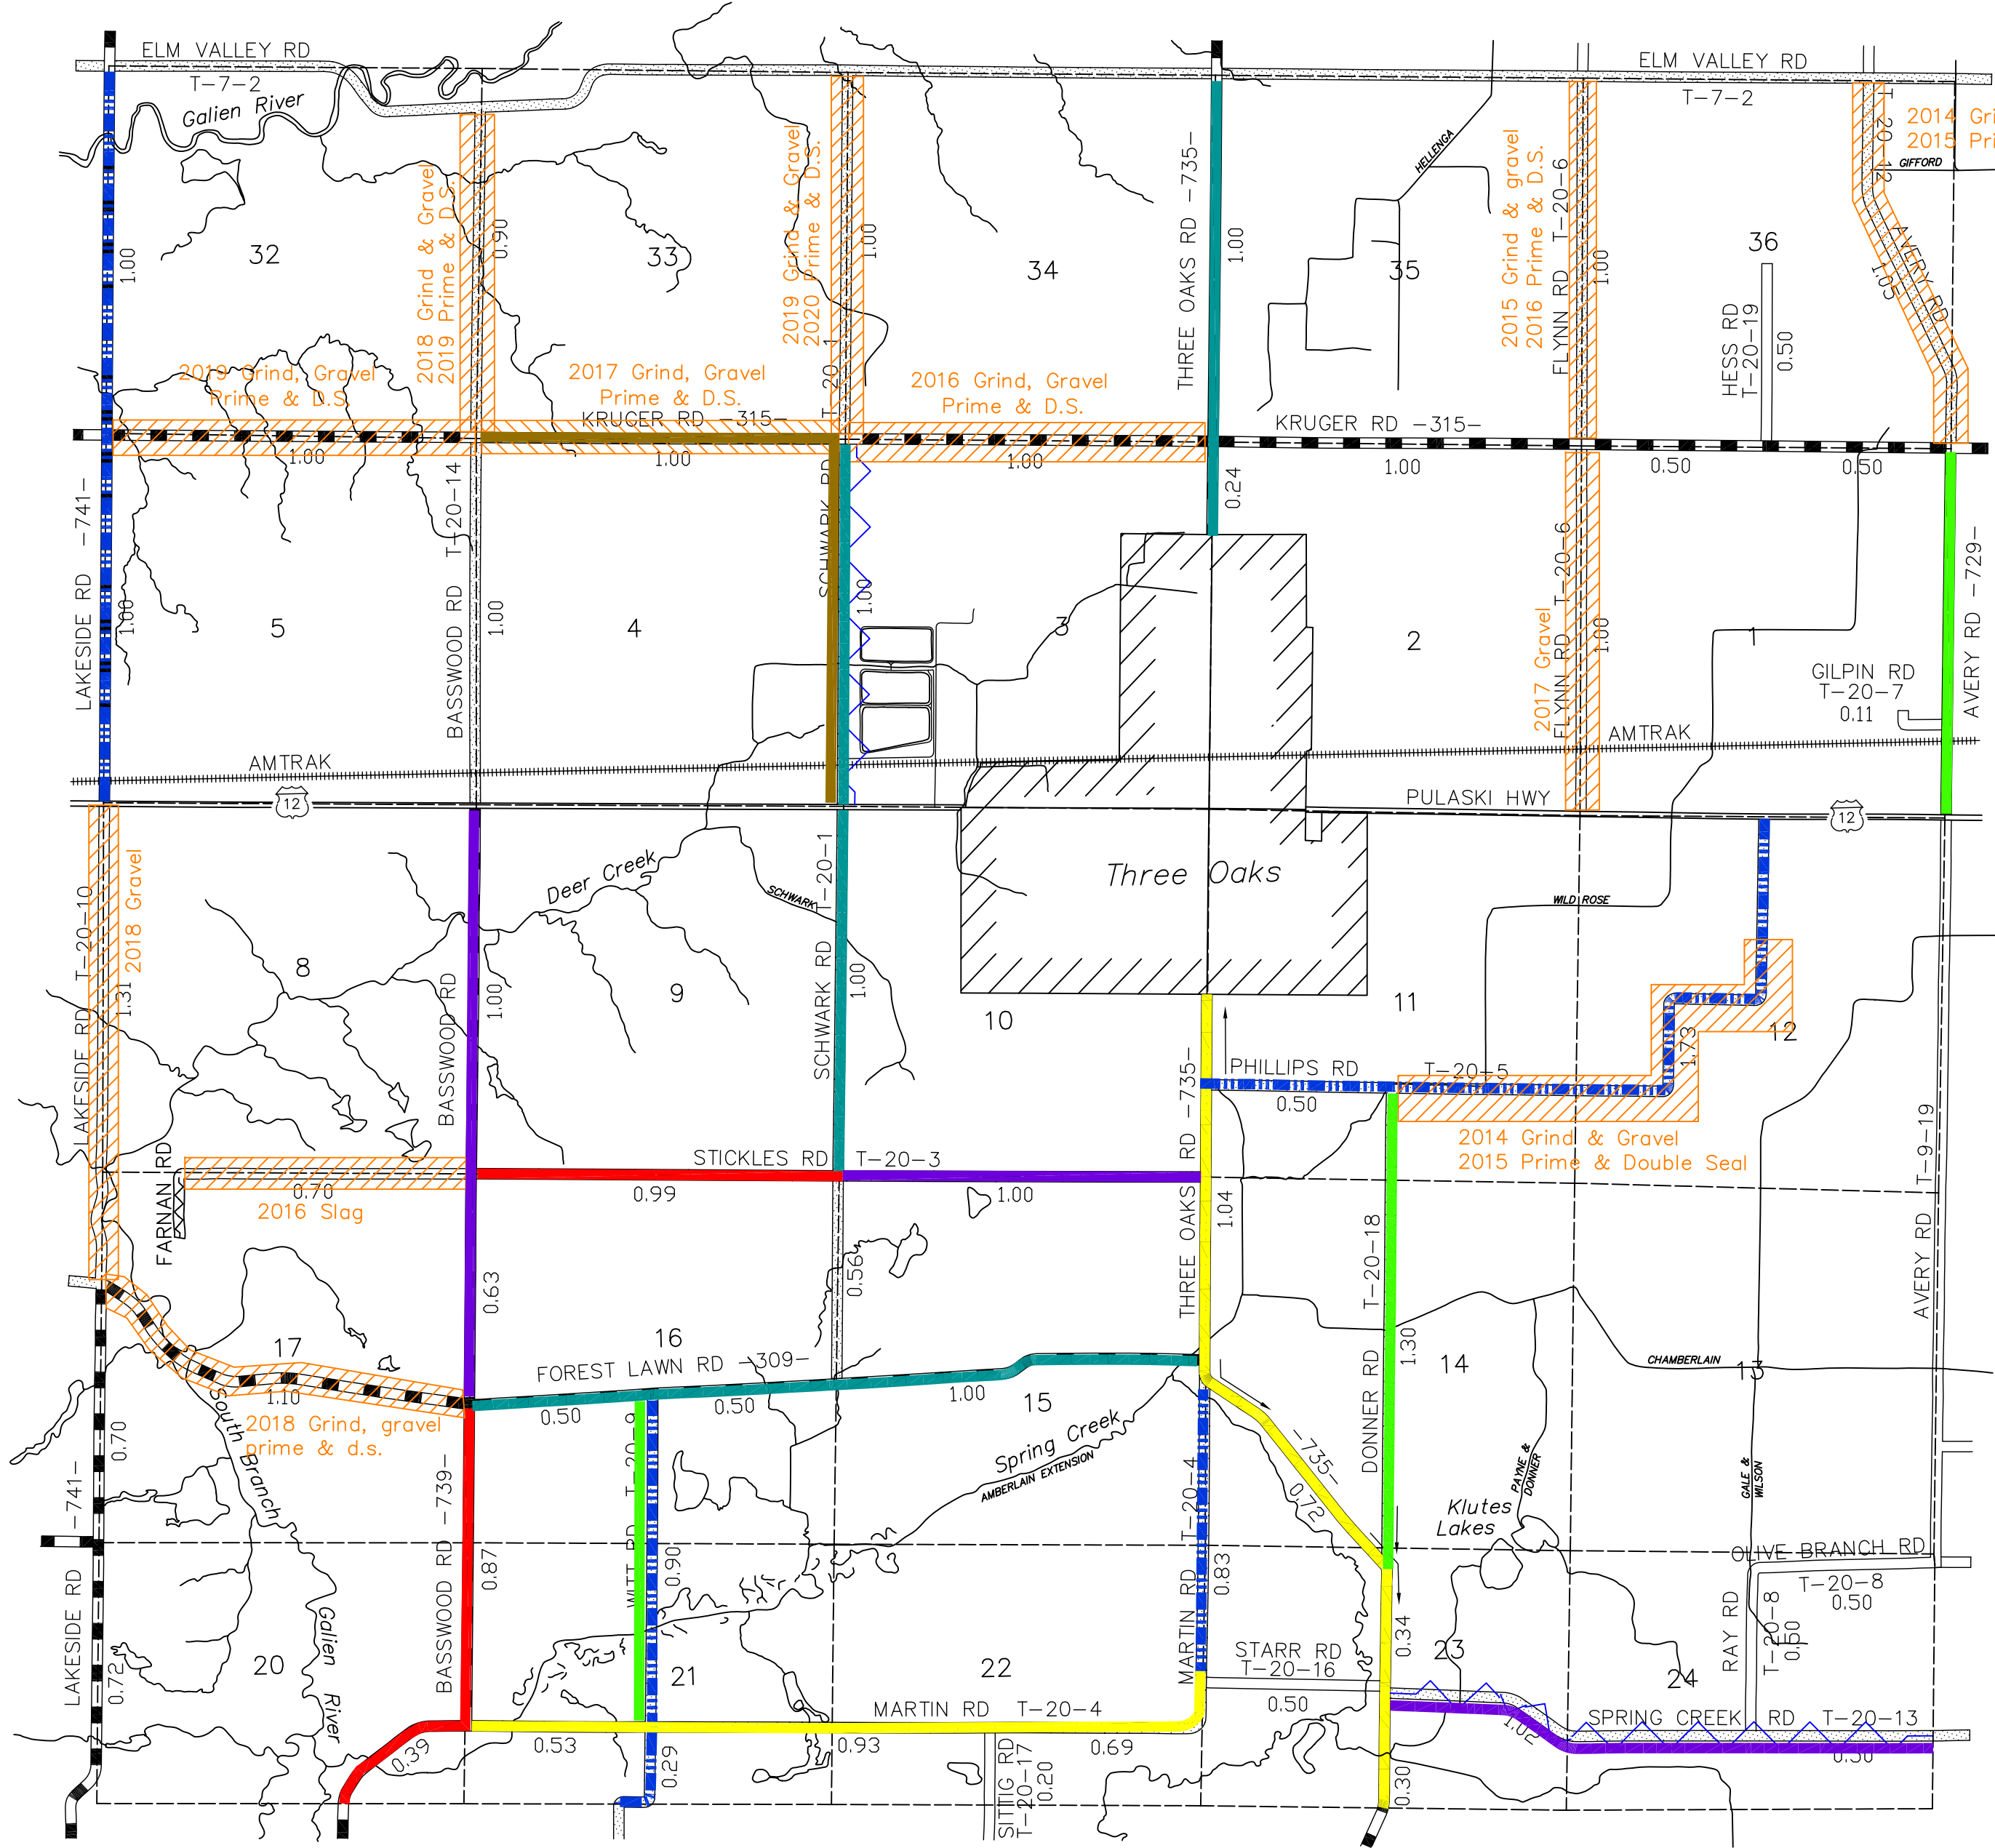 ELM VALLEY RD
T-7-2
Galien River
ELM VALLEY RD
T-7-2
2014 Gri
2015 Pri
GIFFORD
T 20 12
HELLENGA
THREE OAKS RD -735-
1.00
1.00
32
2018 Grind & Gravel
2019 Prime & D.S.
0.90
33
2019 Grind & Gravel
2020 Prime & D.S.
1.00
34
35
2015 Grind & gravel
2016 Prime & D.S.
FLYNN RD T-20-6
1.00
36
HESS RD
T-20-19
0.50
AVERY RD
1.05
2019 Grind, Gravel
Prime & D.S.
2017 Grind, Gravel
Prime & D.S.
2016 Grind, Gravel
Prime & D.S.
T 20 1
KRUGER RD -315-
KRUGER RD -315-
1.00
1.00
1.00
0.24
1.00
0.50
0.50
LAKESIDE RD -741-
1.00
5
BASSWOOD RD T-20-14
1.00
4
SCHWARK RD
1.00
3
2
2017 Gravel
FLYNN RD T-20-6
1.00
1
GILPIN RD
T-20-7
0.11
AVERY RD -729-
AMTRAK
AMTRAK
12
PULASKI HWY
12
LAKESIDE RD T-20-10
1.31
2018 Gravel
8
BASSWOOD RD
1.00
Deer Creek
SCHWARK
9
SCHWARK RD T-20-1
1.00
Three Oaks
WILD ROSE
10
11
12
1.73
PHILLIPS RD T-20-5
0.50
2014 Grind & Gravel
2015 Prime & Double Seal
FARNAN RD
0.70
2016 Slag
STICKLES RD T-20-3
0.99
1.00
THREE OAKS RD -735-
1.04
DONNER RD T-20-18
1.30
AVERY RD T-9-19
0.63
0.56
17
1.10
2018 Grind, gravel
prime & d.s.
16
FOREST LAWN RD -309-
0.50
0.50
1.00
15
14
CHAMBERLAIN
13
South Branch
Galien River
LAKESIDE RD -741-
0.70
0.72
BASSWOOD RD -739-
0.87
WITT RD T-20-9
0.90
Spring Creek
AMBERLAIN EXTENSION
MARTIN RD T-20-4
0.83
-735-
0.72
PAYNE &
DONNER
Klutes
Lakes
GALE &
WILSON
OLIVE BRANCH RD
T-20-8
0.50
RAY RD
T-20-8
0.50
20
21
22
STARR RD
T-20-16
0.50
0.34
23
24
MARTIN RD T-20-4
0.39
0.53
0.29
0.93
0.69
SITTIG RD
T-20-17
0.20
0.30
1.02
SPRING CREEK RD T-20-13
0.50